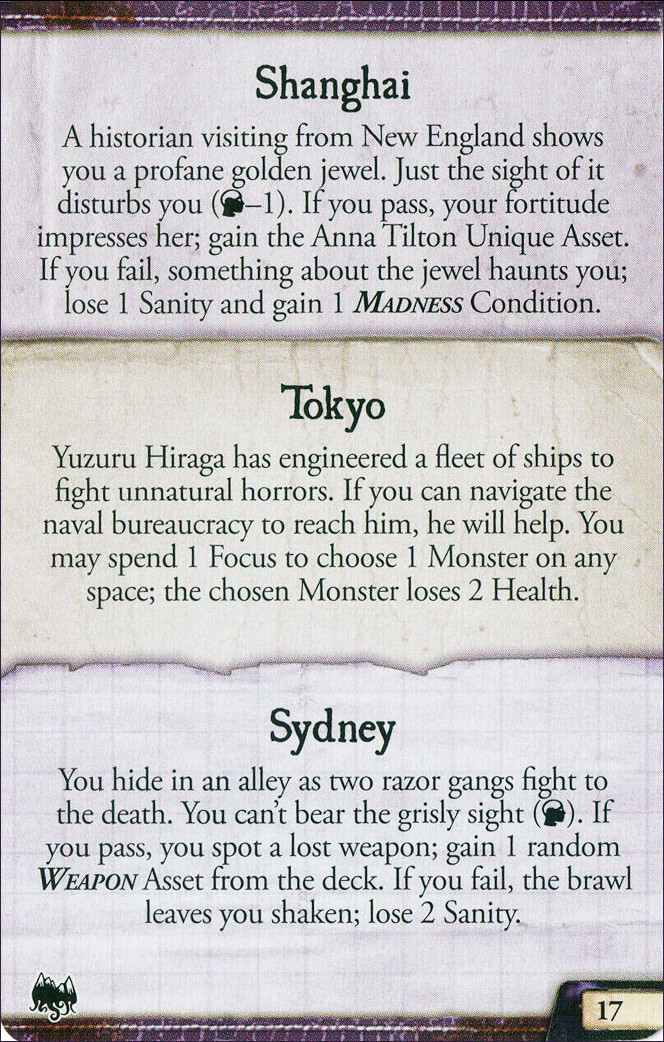 Shanghai
A historian visiting from New England shows
you a profane golden jewel. Just the sight of it
disturbs you (–1). If you pass, your fortitude
impresses her; gain the Anna Tilton Unique Asset.
If you fail, something about the jewel haunts you;
lose 1 Sanity and gain 1 MADNESS Condition.
Tokyo
Yuzuru Hiraga has engineered a fleet of ships to
fight unnatural horrors. If you can navigate the
naval bureaucracy to reach him, he will help. You
may spend 1 Focus to choose 1 Monster on any
space; the chosen Monster loses 2 Health.
Sydney
You hide in an alley as two razor gangs fight to
the death. You can’t bear the grisly sight (). If
you pass, you spot a lost weapon; gain 1 random
WEAPON Asset from the deck. If you fail, the brawl
leaves you shaken; lose 2 Sanity.
17